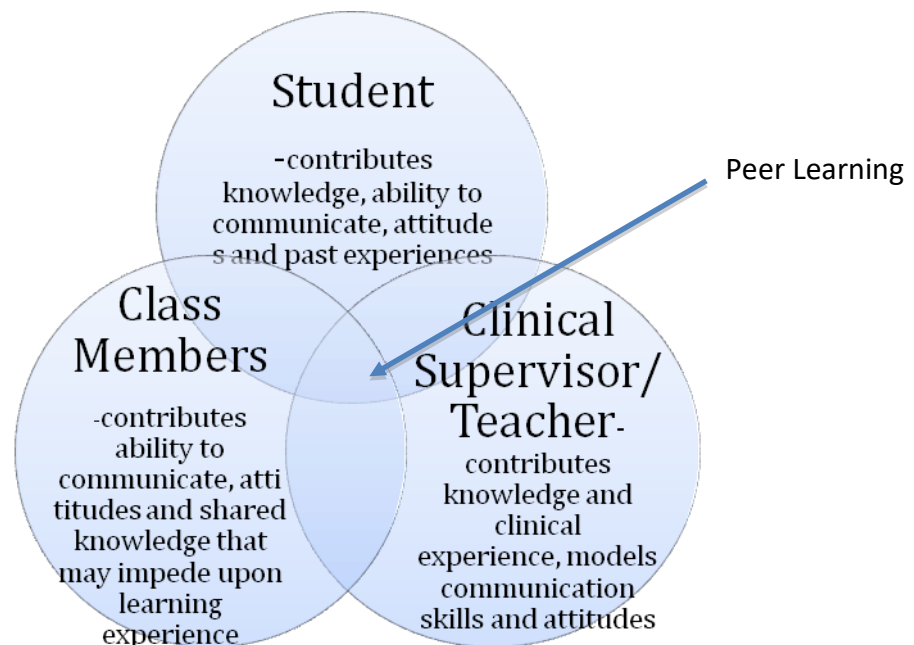 Student
-contributes
knowledge, ability to
communicate, attitude
s and past experiences
Peer Learning
Class
Members
-contributes
ability to
communicate, atti
titudes and shared
knowledge that
may impede upon
learning
experience
Clinical
Supervisor/
Teacher-
contributes
knowledge and
clinical
experience, models
communication
skills and attitudes